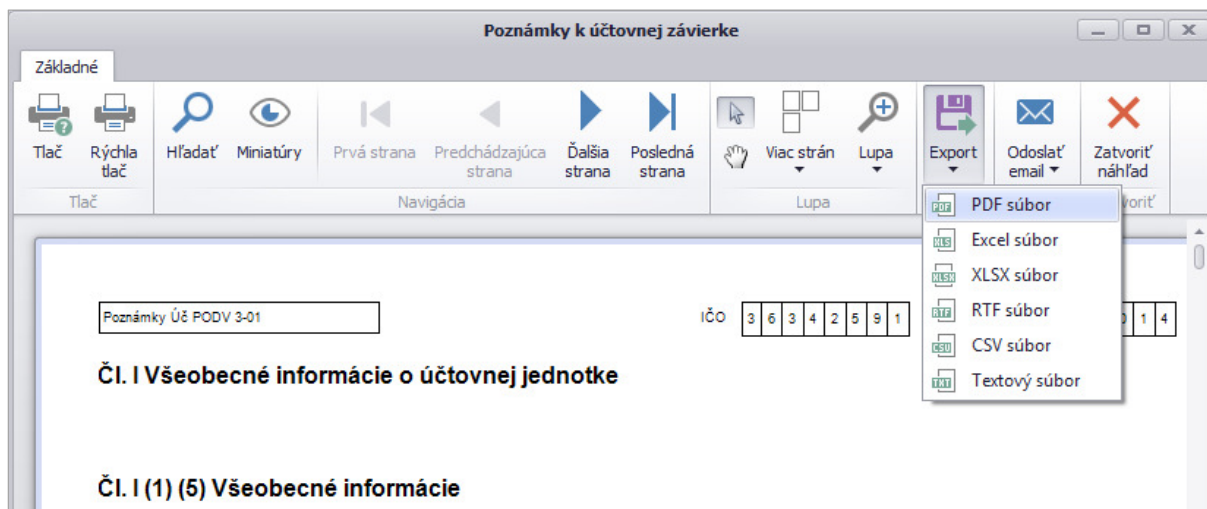 Poznámky k účtovnej závierke
Základné
Tlač
Rýchla
tlač
Hľadať
Miniatúry
Prvá strana
Predchádzajúca
strana
Ďalšia
strana
Posledná
strana
Viac strán
Lupa
Export
Odoslať
email
Zatvoriť
náhľad
Tlač
Navigácia
Lupa
PDF súbor
Excel súbor
XLSX súbor
RTF súbor
CSV súbor
Textový súbor
Poznámky Úč PODV 3-01
IČO 3 6 3 4 2 5 9 1
1 4
Čl. I Všeobecné informácie o účtovnej jednotke
Čl. I (1) (5) Všeobecné informácie